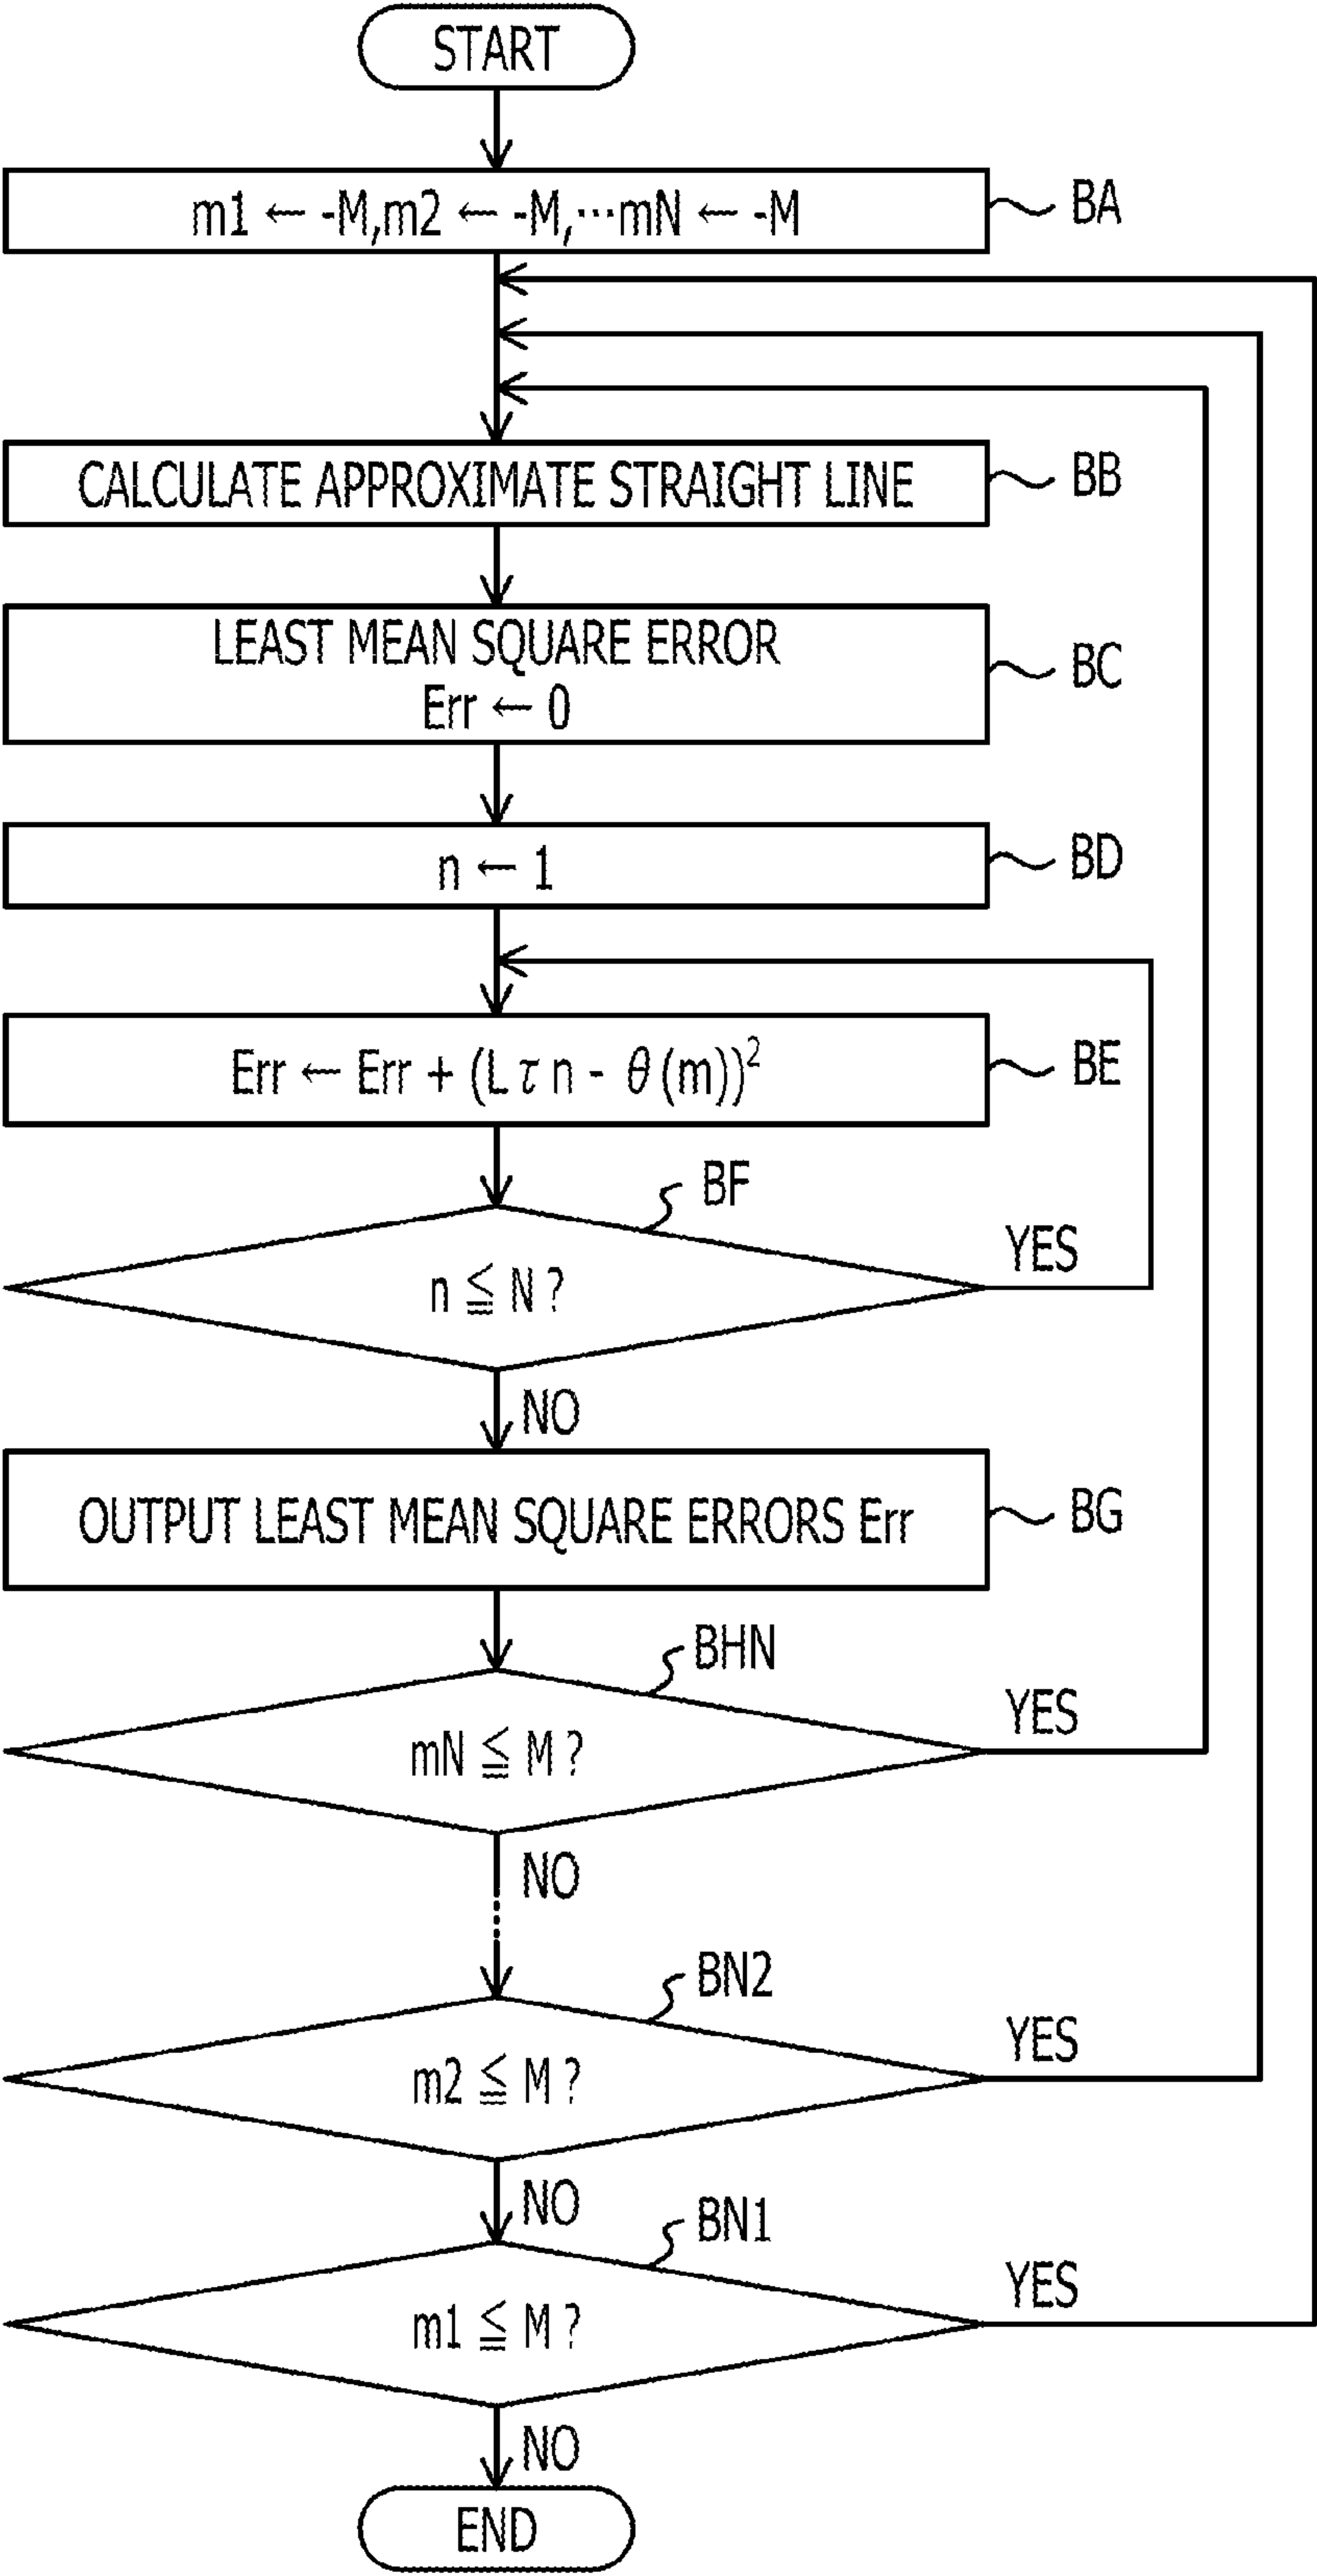 START
m1 ← -M,m2 ← -M,⋯mN ← -M
BA
CALCULATE APPROXIMATE STRAIGHT LINE
BB
LEAST MEAN SQUARE ERROR
Err ← 0
BC
n ← 1
BD
Err ← Err + (L τ n - θ (m))²
BE
BF
n ≦ N ?
YES
NO
OUTPUT LEAST MEAN SQUARE ERRORS Err
BG
BHN
mN ≦ M ?
YES
NO
BN2
m2 ≦ M ?
YES
NO
BN1
m1 ≦ M ?
YES
NO
END